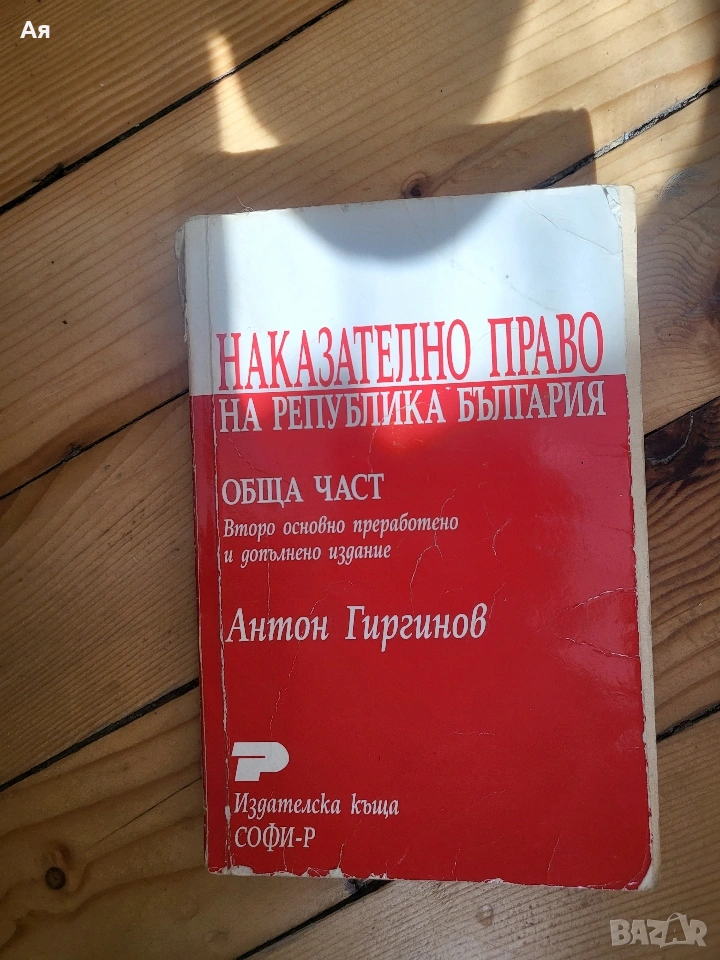 Ая
НАКАЗАТЕЛНО ПРАВО
НА РЕПУБЛИКА БЪЛГАРИЯ
ОБЩА ЧАСТ
Второ основно преработено
и допълнено издание
Антон Гиргинов
P
Издателска къща
СОФИ-Р
BAZAR